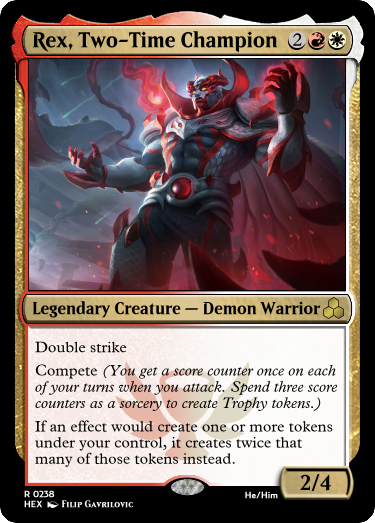 Rex, Two-Time Champion 2
Legendary Creature — Demon Warrior
Double strike
Compete (You get a score counter once on each
of your turns when you attack. Spend three score
counters as a sorcery to create Trophy tokens.)
If an effect would create one or more tokens
under your control, it creates twice that
many of those tokens instead.
2/4
R 0238
HEX Filip Gavrilovic
He/Him